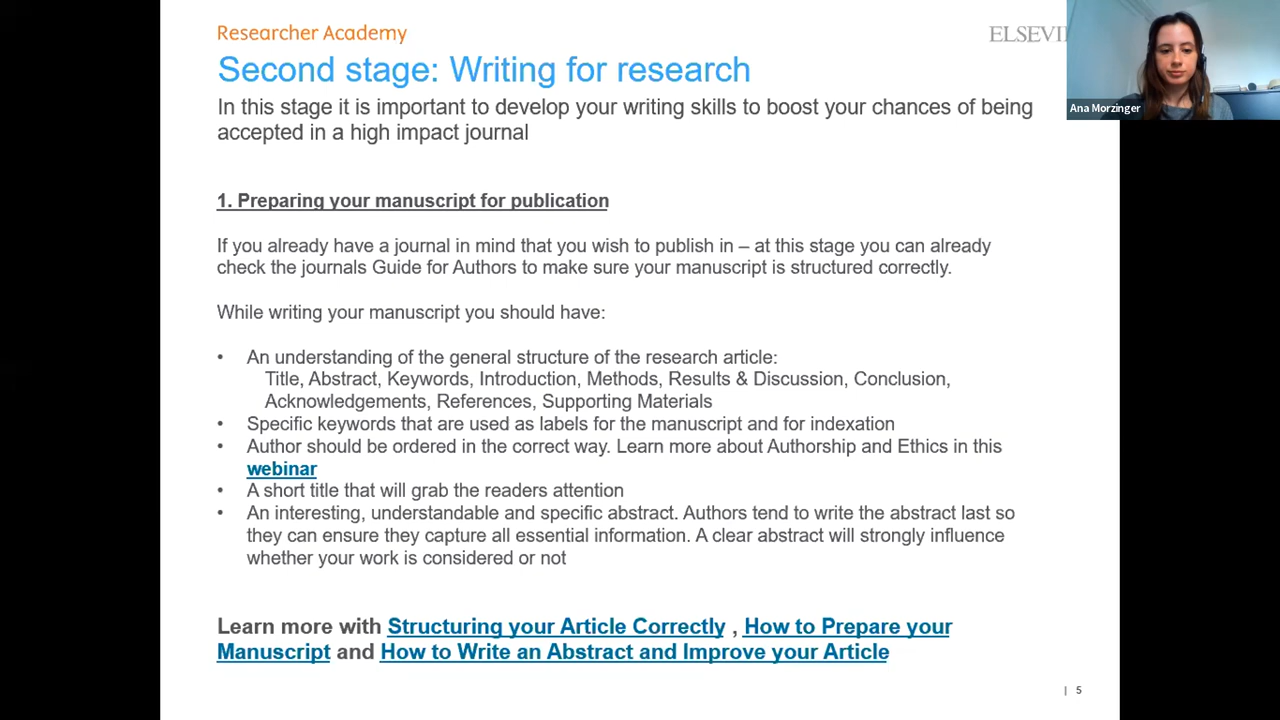 Researcher Academy
ELSEVI
Second stage: Writing for research
In this stage it is important to develop your writing skills to boost your chances of being
accepted in a high impact journal
Ana Morzinger
1. Preparing your manuscript for publication
If you already have a journal in mind that you wish to publish in – at this stage you can already
check the journals Guide for Authors to make sure your manuscript is structured correctly.
While writing your manuscript you should have:
• An understanding of the general structure of the research article:
Title, Abstract, Keywords, Introduction, Methods, Results & Discussion, Conclusion,
Acknowledgements, References, Supporting Materials
• Specific keywords that are used as labels for the manuscript and for indexation
• Author should be ordered in the correct way. Learn more about Authorship and Ethics in this
webinar
• A short title that will grab the readers attention
• An interesting, understandable and specific abstract. Authors tend to write the abstract last so
they can ensure they capture all essential information. A clear abstract will strongly influence
whether your work is considered or not
Learn more with Structuring your Article Correctly , How to Prepare your
Manuscript and How to Write an Abstract and Improve your Article
| 5